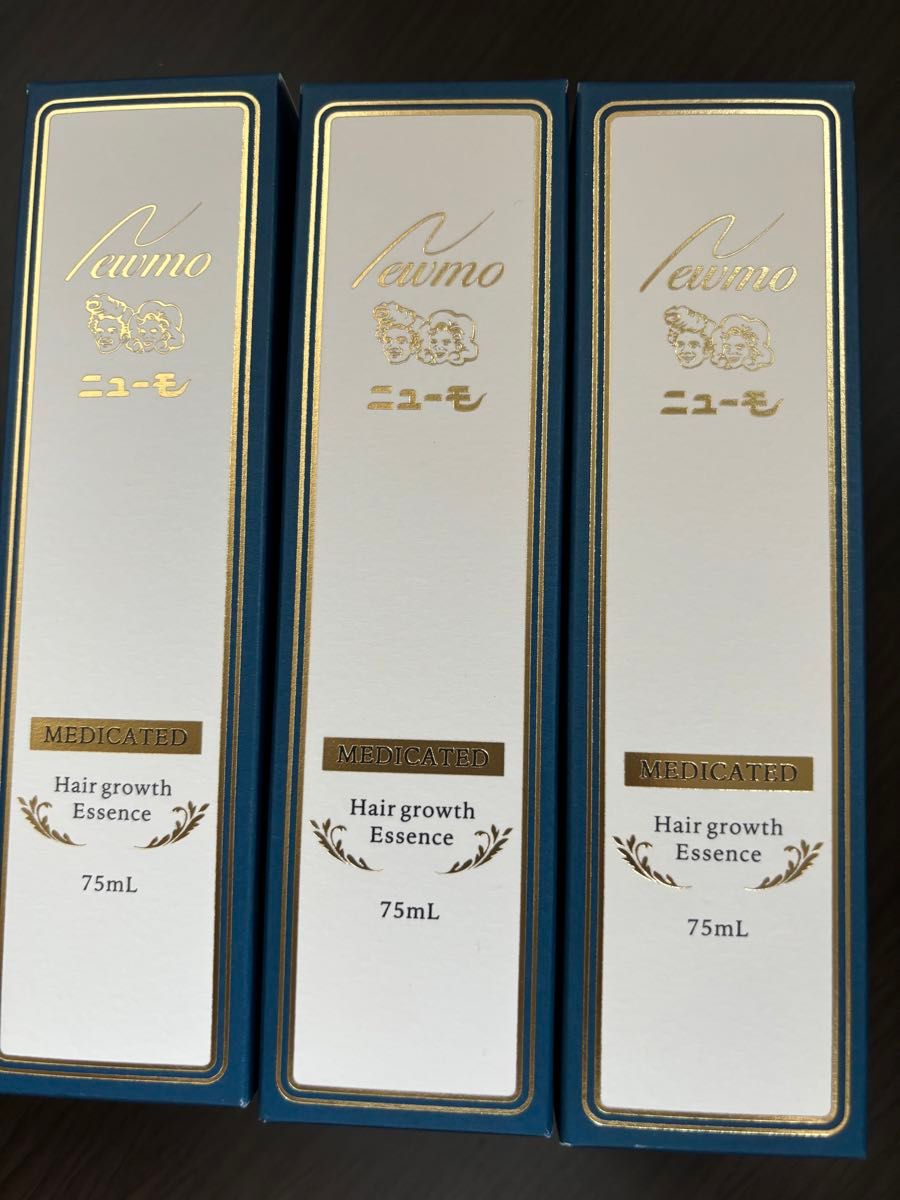 Newmo
ニューモ
MEDICATED
Hair growth
Essence
75mL
Newmo
ニューモ
MEDICATED
Hair growth
Essence
75mL
Newmo
ニューモ
MEDICATED
Hair growth
Essence
75mL